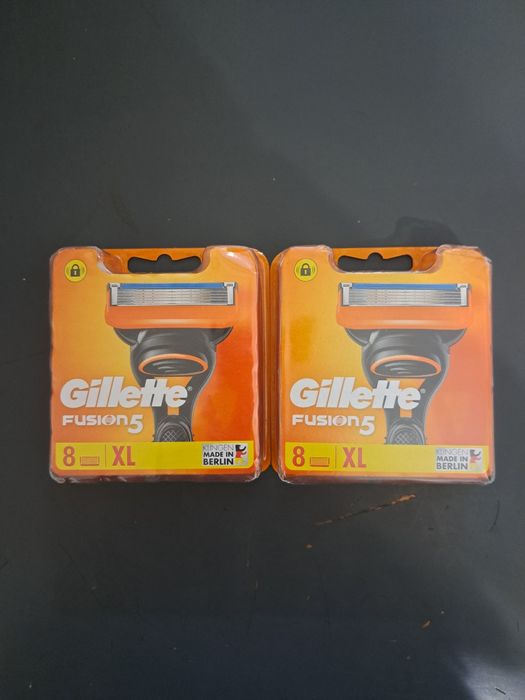 Gillette®
FUSION5
8 XL
KLINGEN
MADE IN
BERLIN
Gillette®
FUSION5
8 XL
KLINGEN
MADE IN
BERLIN